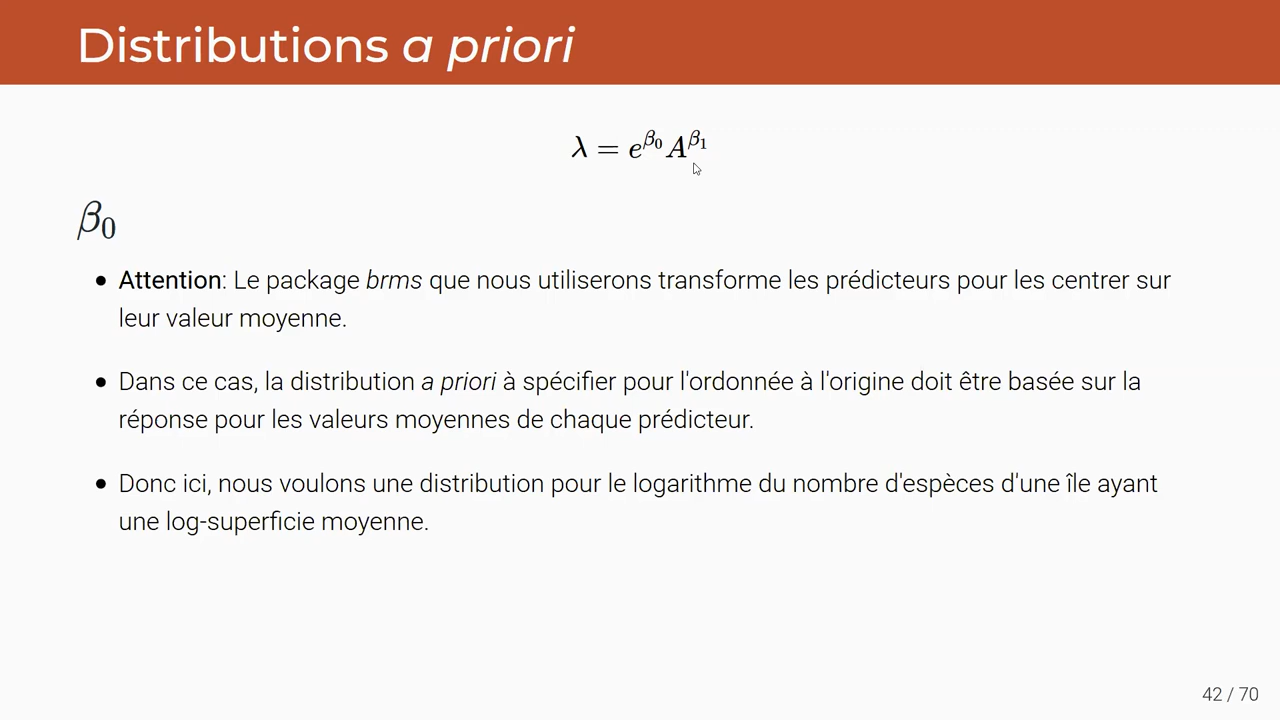 Distributions a priori
λ = e^{β₀} A^{β₁}
β₀
• Attention: Le package brms que nous utiliserons transforme les prédicteurs pour les centrer sur
leur valeur moyenne.
• Dans ce cas, la distribution a priori à spécifier pour l'ordonnée à l'origine doit être basée sur la
réponse pour les valeurs moyennes de chaque prédicteur.
• Donc ici, nous voulons une distribution pour le logarithme du nombre d'espèces d'une île ayant
une log-superficie moyenne.
42 / 70